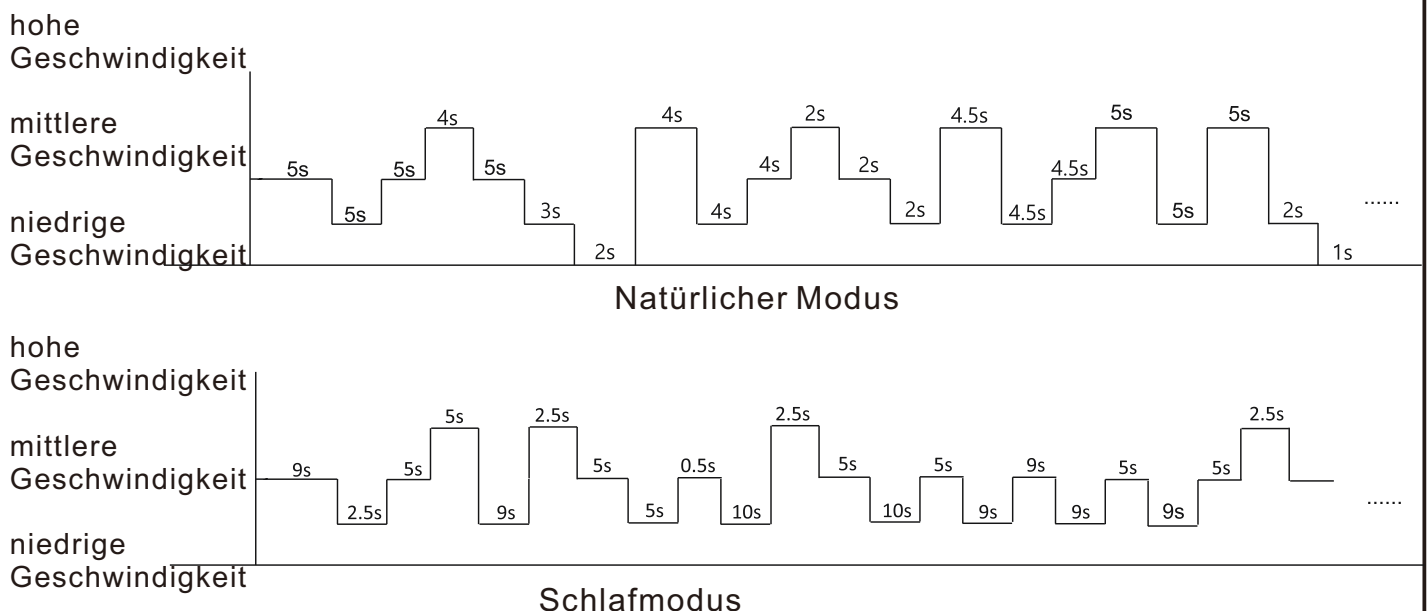 hohe
Geschwindigkeit
mittlere
Geschwindigkeit
niedrige
Geschwindigkeit
5s 5s 5s 4s 5s 3s 2s 4s 4s 4s 2s 2s 2s 4.5s 4.5s 4.5s 5s 5s 5s 2s 1s ......
Natürlicher Modus
hohe
Geschwindigkeit
mittlere
Geschwindigkeit
niedrige
Geschwindigkeit
9s 2.5s 5s 5s 9s 2.5s 5s 5s 0.5s 10s 2.5s 5s 10s 5s 9s 9s 9s 5s 9s 5s 2.5s ......
Schlafmodus